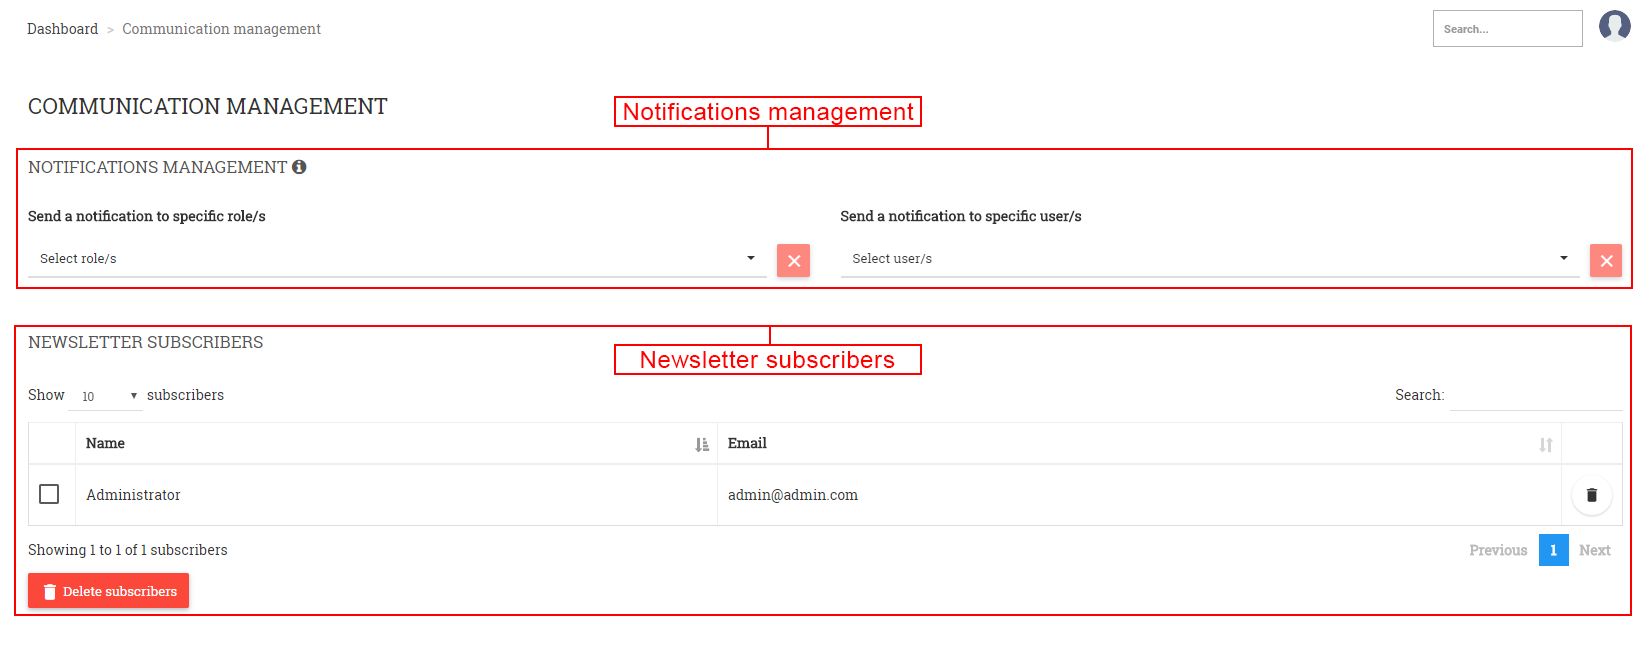 Dashboard > Communication management
Search...
COMMUNICATION MANAGEMENT
Notifications management
NOTIFICATIONS MANAGEMENT
Send a notification to specific role/s
Send a notification to specific user/s
Select role/s
Select user/s
NEWSLETTER SUBSCRIBERS
Newsletter subscribers
Show 10 subscribers
Search:
Name
Email
Administrator
admin@admin.com
Showing 1 to 1 of 1 subscribers
Previous 1 Next
Delete subscribers